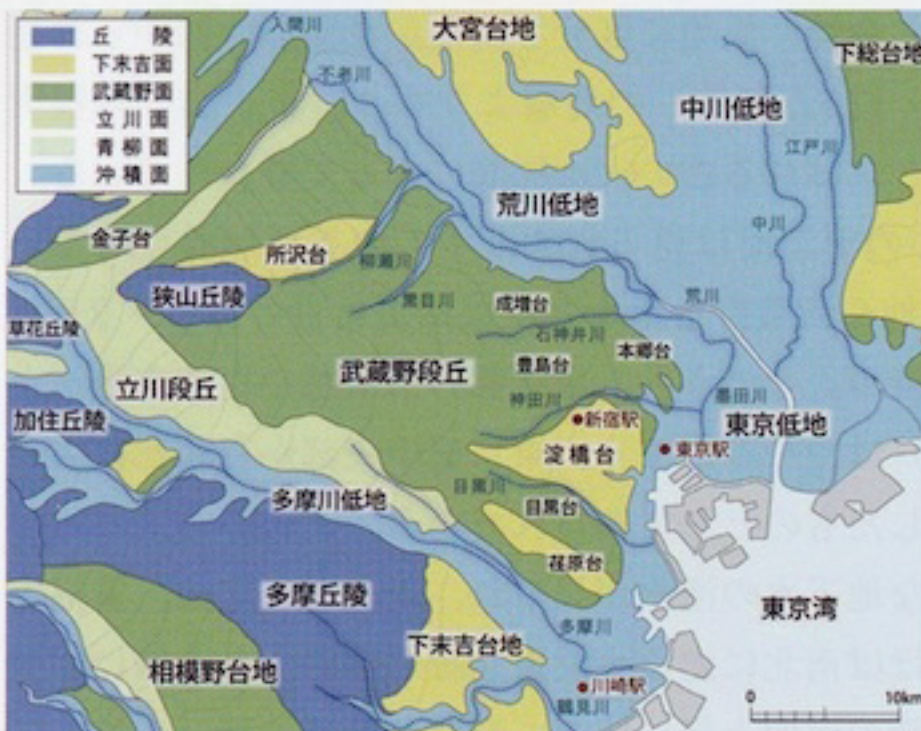 丘陵
下末吉面
武蔵野面
立川面
青柳面
沖積面
入間川
大宮台地
下総台地
不老川
中川低地
江戸川
荒川低地
中川
金子台
所沢台
柳瀬川
狭山丘陵
黒目川
成増台
荒川
草花丘陵
石神井川
本郷台
豊島台
武蔵野段丘
立川段丘
神田川
墨田川
加住丘陵
新宿駅
東京低地
淀橋台
東京駅
目黒川
多摩川低地
目黒台
荏原台
多摩丘陵
東京湾
多摩川
下末吉台地
相模野台地
川崎駅
鶴見川
0
10km